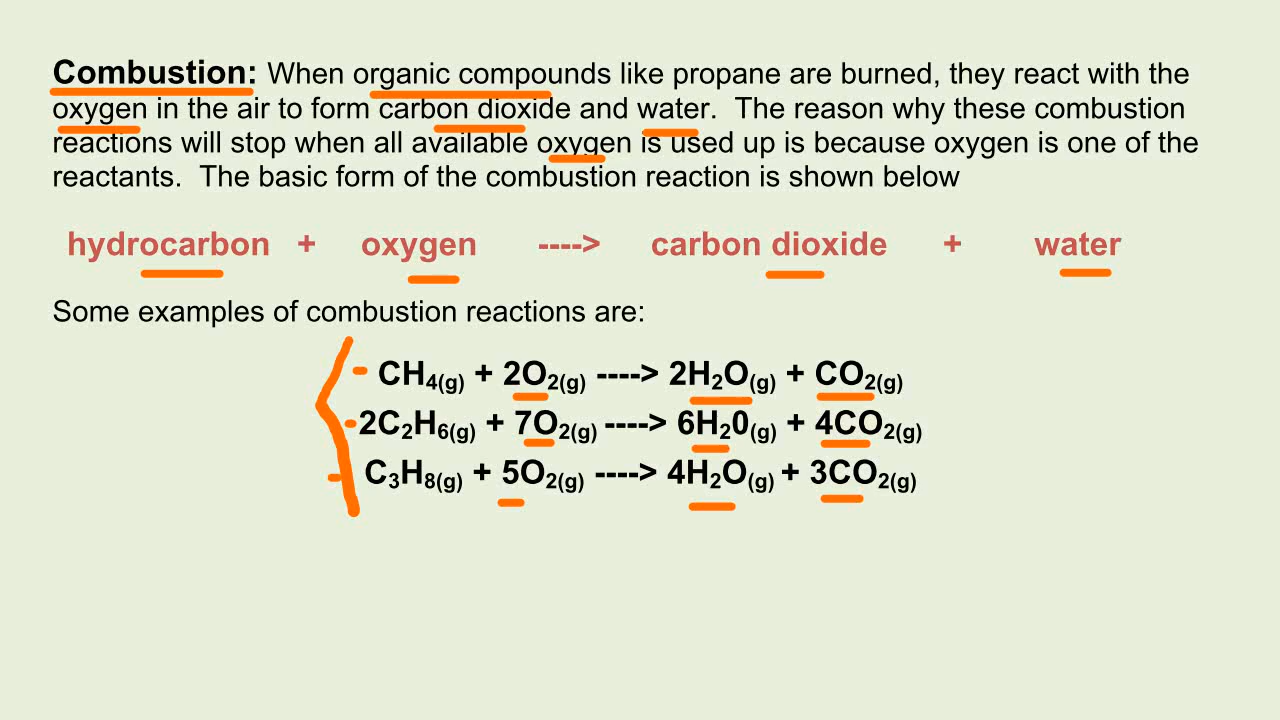 Combustion: When organic compounds like propane are burned, they react with the
oxygen in the air to form carbon dioxide and water. The reason why these combustion
reactions will stop when all available oxygen is used up is because oxygen is one of the
reactants. The basic form of the combustion reaction is shown below
hydrocarbon + oxygen ----> carbon dioxide + water
Some examples of combustion reactions are:
CH₄(g) + 2O₂(g) ----> 2H₂O(g) + CO₂(g)
2C₂H₆(g) + 7O₂(g) ----> 6H₂0(g) + 4CO₂(g)
C₃H₈(g) + 5O₂(g) ----> 4H₂O(g) + 3CO₂(g)